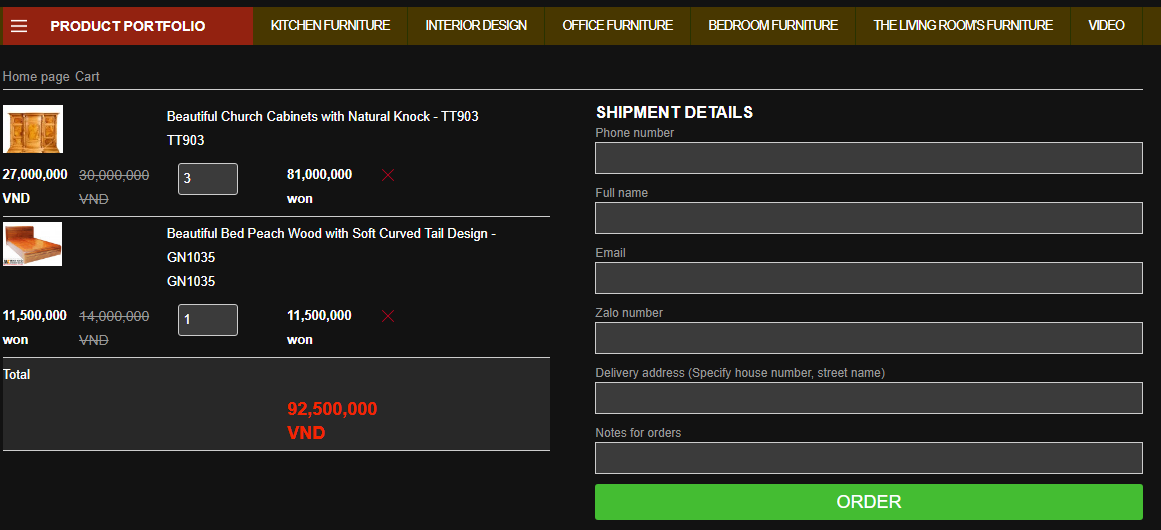 PRODUCT PORTFOLIO
KITCHEN FURNITURE
INTERIOR DESIGN
OFFICE FURNITURE
BEDROOM FURNITURE
THE LIVING ROOM'S FURNITURE
VIDEO
Home page Cart
Beautiful Church Cabinets with Natural Knock - TT903
TT903
27,000,000
VND
30,000,000
VND
3
81,000,000
won
Beautiful Bed Peach Wood with Soft Curved Tail Design -
GN1035
GN1035
11,500,000
won
14,000,000
VND
1
11,500,000
won
Total
92,500,000
VND
SHIPMENT DETAILS
Phone number
Full name
Email
Zalo number
Delivery address (Specify house number, street name)
Notes for orders
ORDER